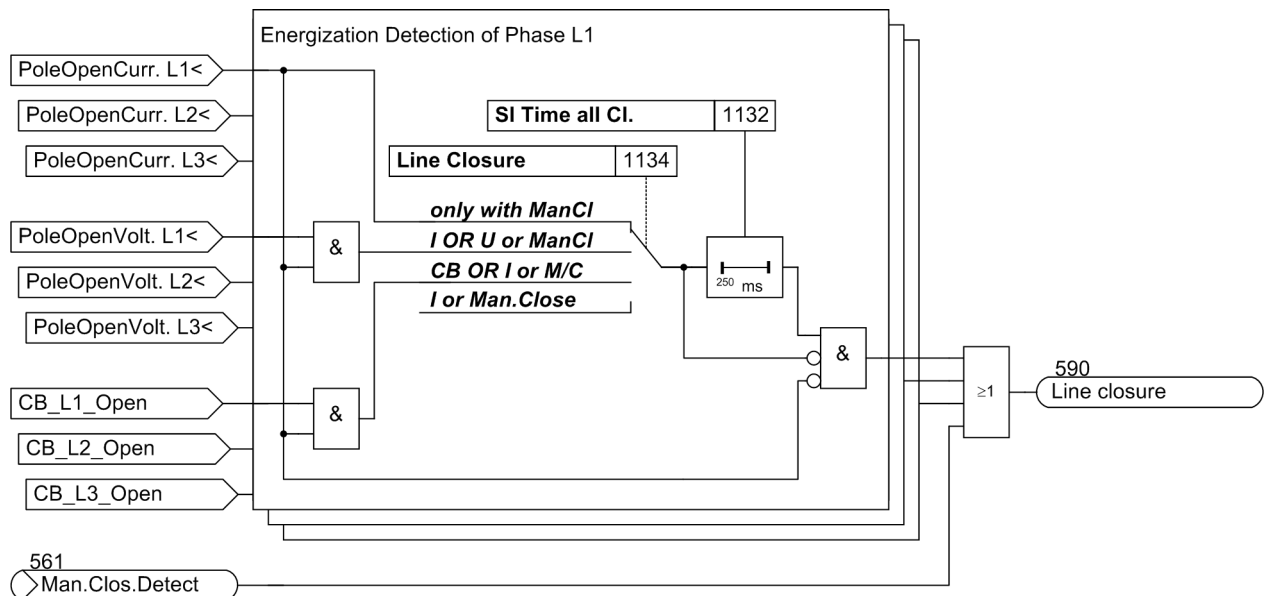 Energization Detection of Phase L1
PoleOpenCurr. L1<
PoleOpenCurr. L2<
PoleOpenCurr. L3<
SI Time all Cl. 1132
Line Closure 1134
only with ManCl
I OR U or ManCl
CB OR I or M/C
I or Man.Close
PoleOpenVolt. L1<
PoleOpenVolt. L2<
PoleOpenVolt. L3<
&
250 ms
&
CB_L1_Open
CB_L2_Open
CB_L3_Open
&
≥1
590
Line closure
561
Man.Clos.Detect